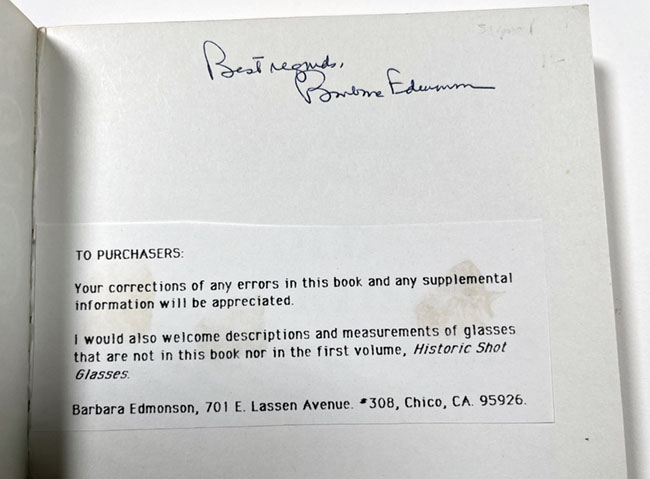 Best regards,
Barbara Edmonson
TO PURCHASERS:
Your corrections of any errors in this book and any supplemental
information will be appreciated.
I would also welcome descriptions and measurements of glasses
that are not in this book nor in the first volume, Historic Shot
Glasses.
Barbara Edmonson, 701 E. Lassen Avenue. #308, Chico, CA. 95926.